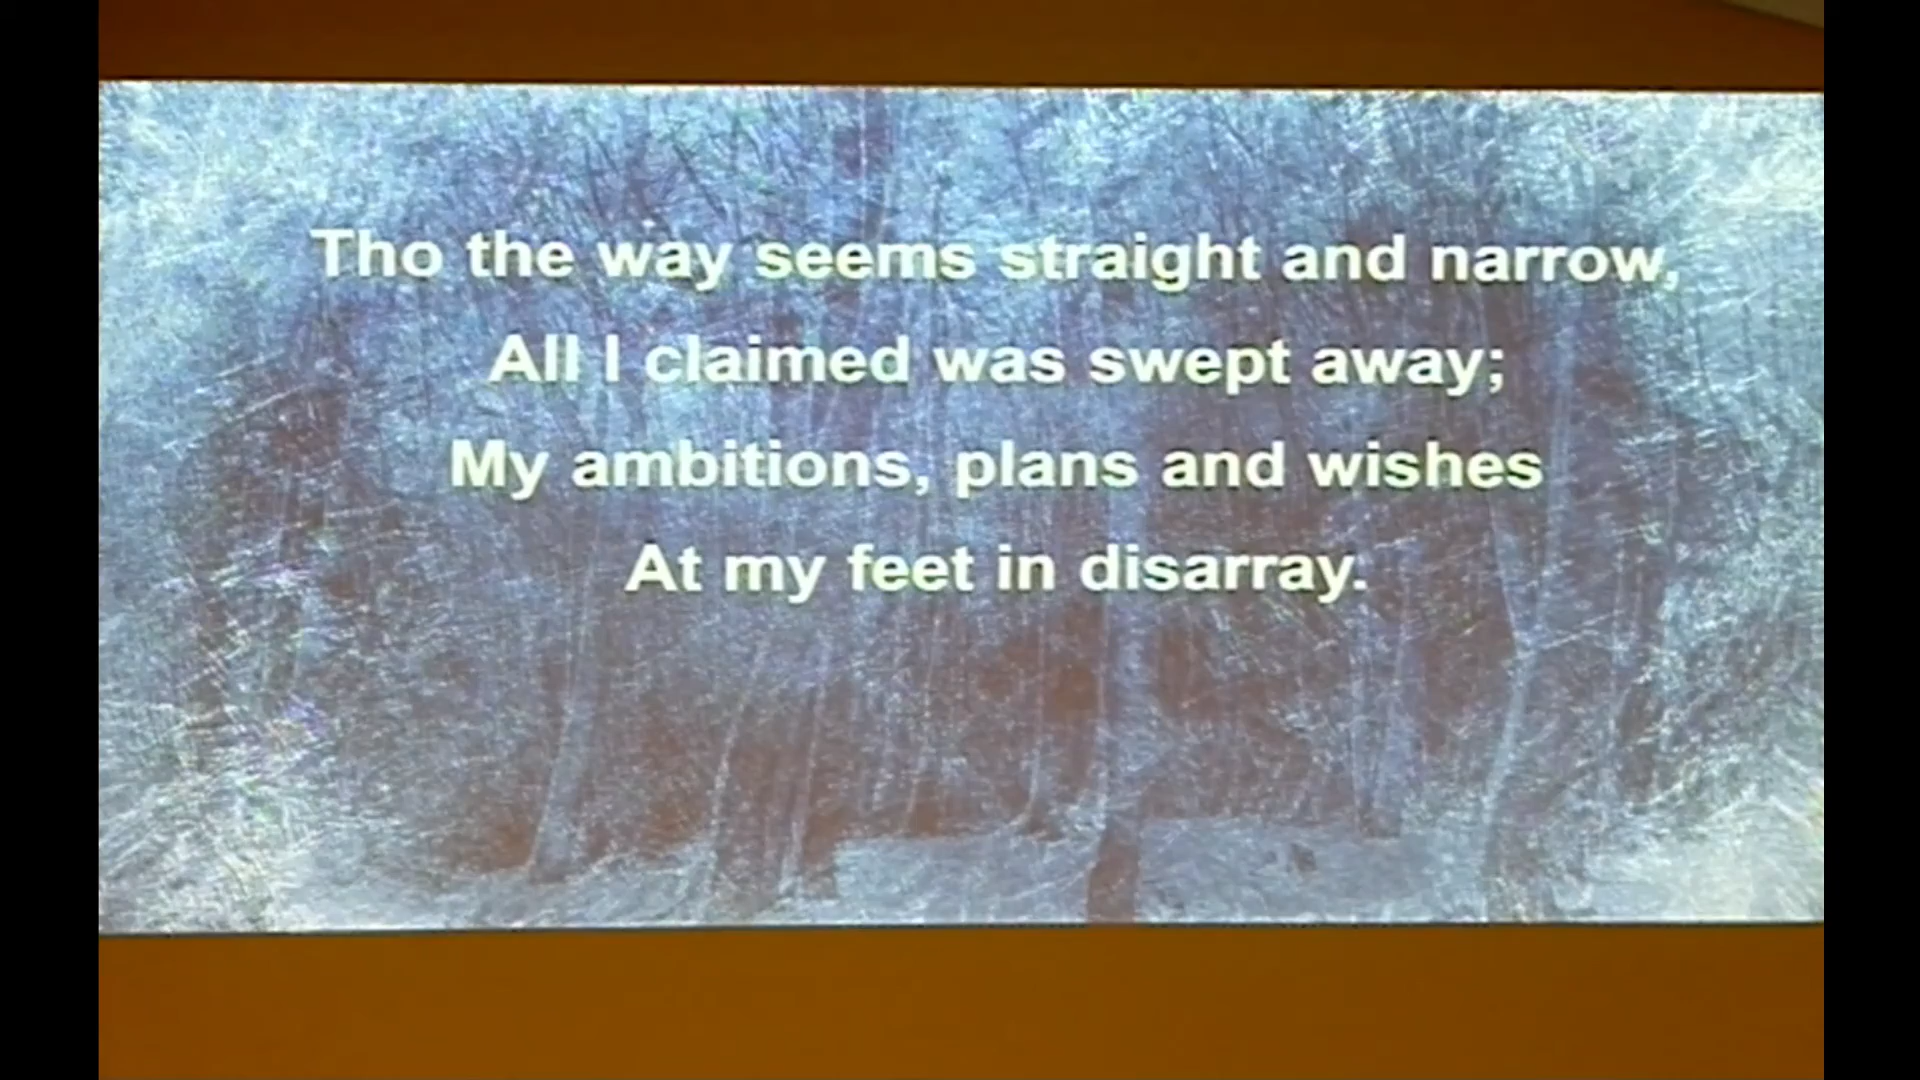 Tho the way seems straight and narrow,
All I claimed was swept away;
My ambitions, plans and wishes
At my feet in disarray.